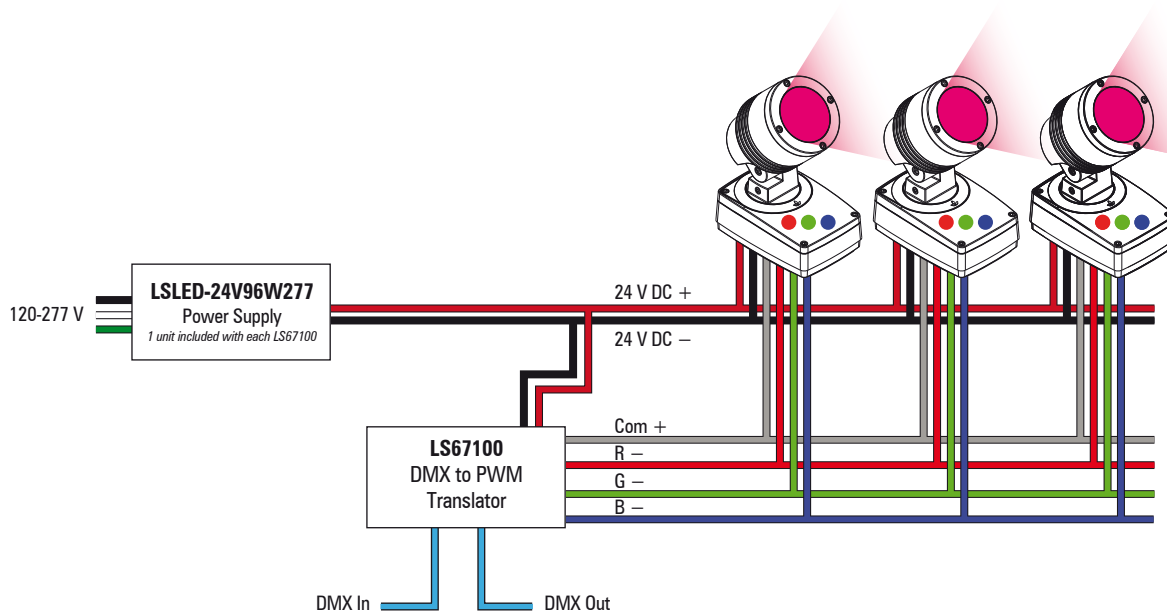 LSLED-24V96W277
Power Supply
1 unit included with each LS67100
120-277 V
24 V DC +
24 V DC −
LS67100
DMX to PWM
Translator
Com +
R −
G −
B −
DMX In
DMX Out